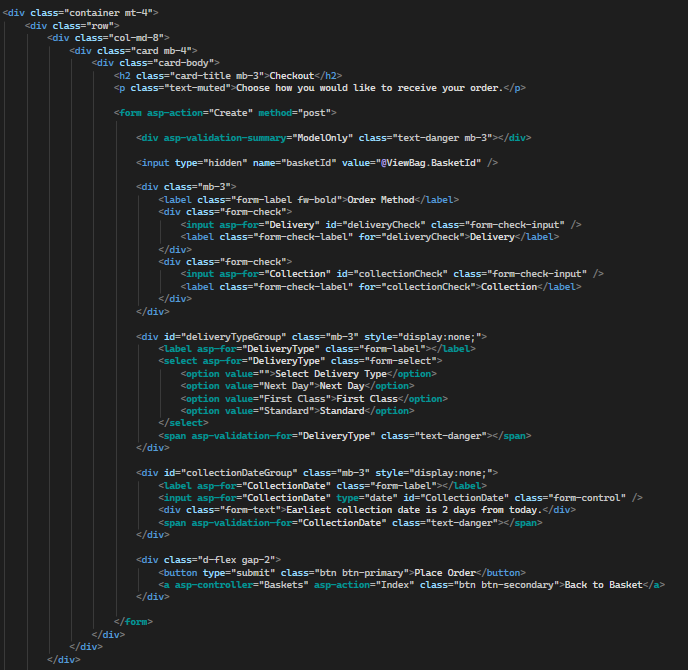 <div class="container mt-4">
<div class="row">
<div class="col-md-8">
<div class="card mb-4">
<div class="card-body">
<h2 class="card-title mb-3">Checkout</h2>
<p class="text-muted">Choose how you would like to receive your order.</p>
<form asp-action="Create" method="post">
<div asp-validation-summary="ModelOnly" class="text-danger mb-3"></div>
<input type="hidden" name="basketId" value="@ViewBag.BasketId" />
<div class="mb-3">
<label class="form-label fw-bold">Order Method</label>
<div class="form-check">
<input asp-for="Delivery" id="deliveryCheck" class="form-check-input" />
<label class="form-check-label" for="deliveryCheck">Delivery</label>
</div>
<div class="form-check">
<input asp-for="Collection" id="collectionCheck" class="form-check-input" />
<label class="form-check-label" for="collectionCheck">Collection</label>
</div>
</div>
<div id="deliveryTypeGroup" class="mb-3" style="display:none;">
<label asp-for="DeliveryType" class="form-label"></label>
<select asp-for="DeliveryType" class="form-select">
<option value="">Select Delivery Type</option>
<option value="Next Day">Next Day</option>
<option value="First Class">First Class</option>
<option value="Standard">Standard</option>
</select>
<span asp-validation-for="DeliveryType" class="text-danger"></span>
</div>
<div id="collectionDateGroup" class="mb-3" style="display:none;">
<label asp-for="CollectionDate" class="form-label"></label>
<input asp-for="CollectionDate" type="date" id="CollectionDate" class="form-control" />
<div class="form-text">Earliest collection date is 2 days from today.</div>
<span asp-validation-for="CollectionDate" class="text-danger"></span>
</div>
<div class="d-flex gap-2">
<button type="submit" class="btn btn-primary">Place Order</button>
<a asp-controller="Baskets" asp-action="Index" class="btn btn-secondary">Back to Basket</a>
</div>
</form>
</div>
</div>
</div>